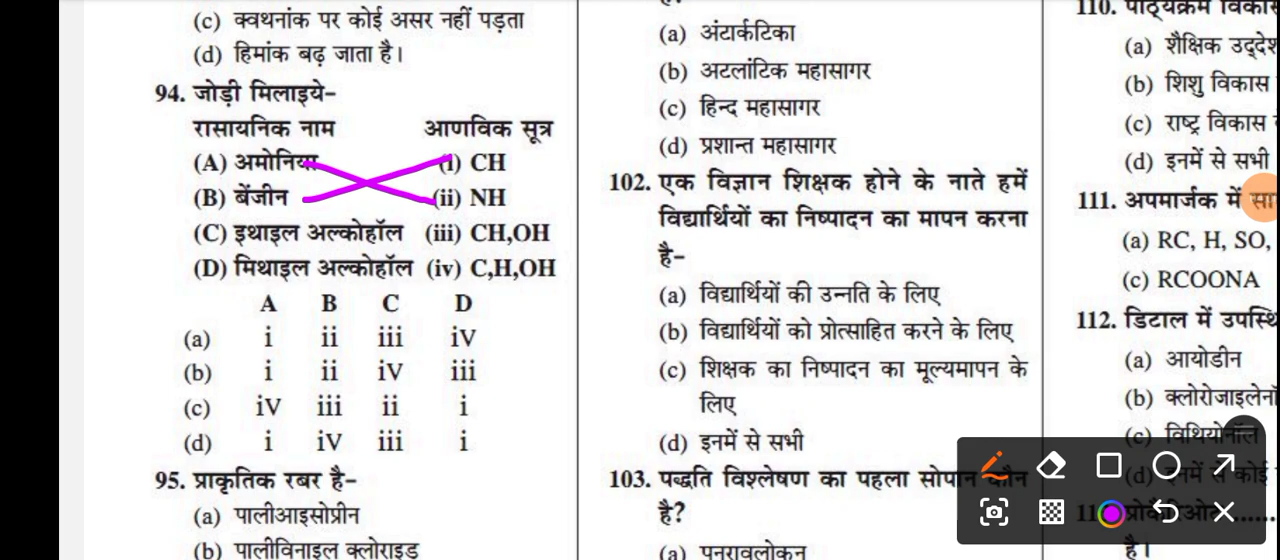 (c) क्वथनांक पर कोई असर नहीं पड़ता
(d) हिमांक बढ़ जाता है।
94. जोड़ी मिलाइये–
रासायनिक नाम आणविक सूत्र
(A) अमोनिया (i) CH
(B) बेंजीन (ii) NH
(C) इथाइल अल्कोहॉल (iii) CH,OH
(D) मिथाइल अल्कोहॉल (iv) C,H,OH
A B C D
(a) i ii iii iv
(b) i ii iv iii
(c) iv iii ii i
(d) i iv iii i
95. प्राकृतिक रबर है–
(a) पालीआइसोप्रीन
(b) पालीविनाइल क्लोराइड
(a) अंटार्कटिका
(b) अटलांटिक महासागर
(c) हिन्द महासागर
(d) प्रशान्त महासागर
102. एक विज्ञान शिक्षक होने के नाते हमें
विद्यार्थियों का निष्पादन का मापन करना
है–
(a) विद्यार्थियों की उन्नति के लिए
(b) विद्यार्थियों को प्रोत्साहित करने के लिए
(c) शिक्षक का निष्पादन का मूल्यमापन के
लिए
(d) इनमें से सभी
103. पद्धति विश्लेषण का पहला सोपान कौन
है?
(a) पुनरावलोकन
110. पाठ्यक्रम विकास
(a) शैक्षिक उद्देश
(b) शिशु विकास
(c) राष्ट्र विकास
(d) इनमें से सभी
111. अपमार्जक में सा
(a) RC, H, SO,
(c) RCOONA
112. डिटाल में उपस्थि
(a) आयोडीन
(b) क्लोरोजाइलेनॉ
(c) विथियोनॉल
(d) इनमें से कोई
है।